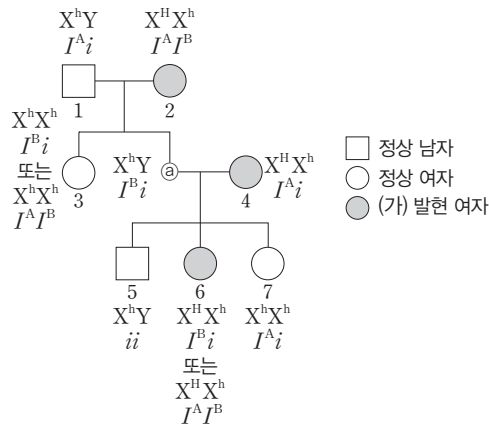 XʰY
Iᴬi
XᴴXʰ
IᴬIᴮ
1
2
XʰXʰ
Iᴮi
또는
XʰXʰ
IᴬIᴮ
3
XʰY
Iᴮi
ⓐ
XᴴXʰ
Iᴬi
4
정상 남자
정상 여자
(가) 발현 여자
5
6
7
XʰY
ii
XᴴXʰ
Iᴮi
또는
XᴴXʰ
IᴬIᴮ
XʰXʰ
Iᴬi